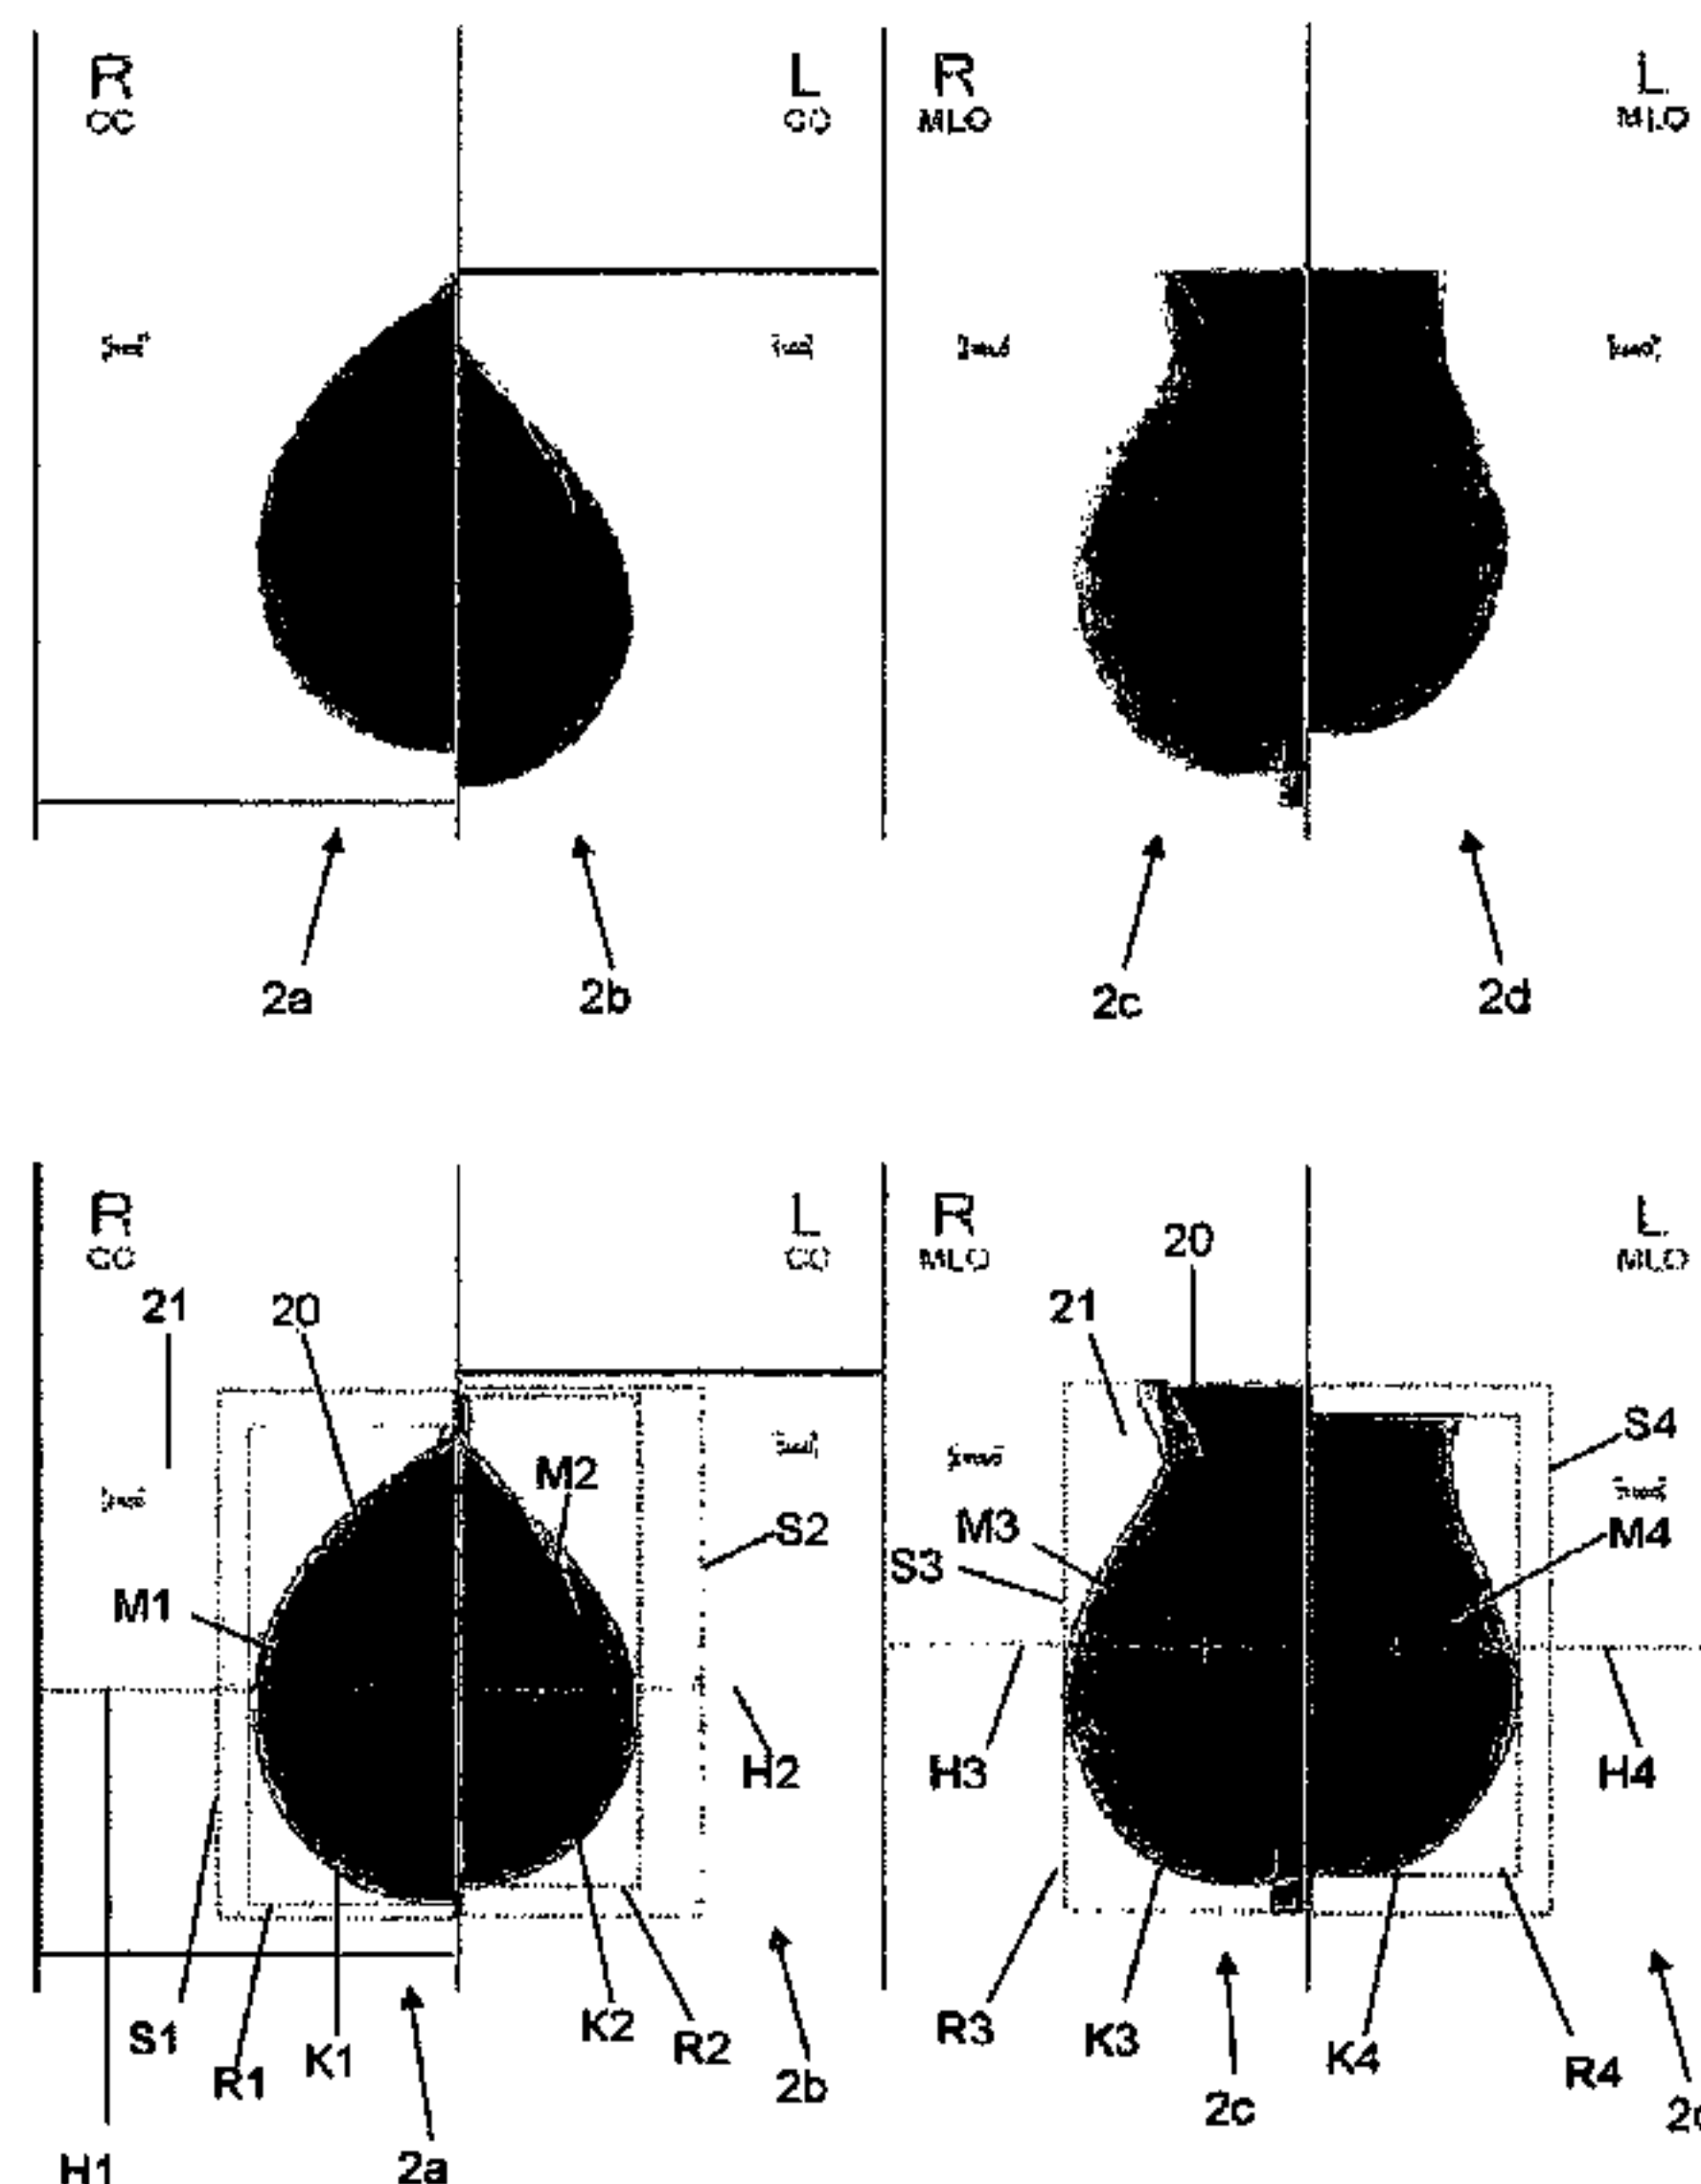 R L R L
CC CC MLO MLO
2a 2b 2c 2d
R L R L
CC CC MLO MLO
20
21 20 21
S4
M2
M3 S2 M4
S3
M1
H2 H3 H4
S1 K2 R3 K3
R1 K1 R2 K4 R4
2b
2c
H1 2a